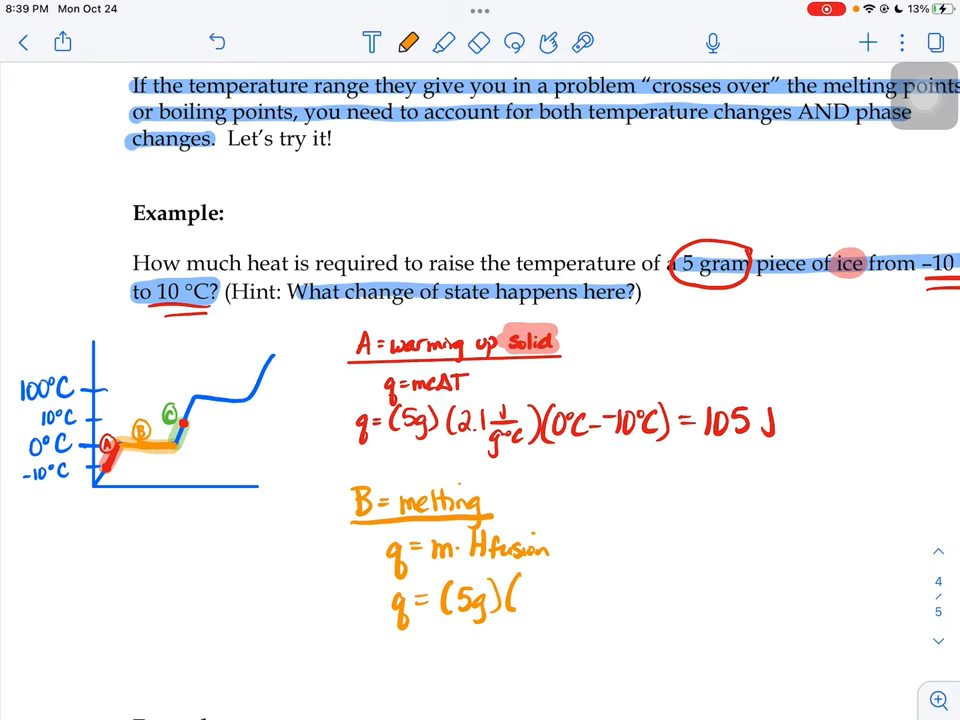 8:39 PM Mon Oct 24
13%
If the temperature range they give you in a problem “crosses over” the melting points
or boiling points, you need to account for both temperature changes AND phase
changes. Let’s try it!
Example:
How much heat is required to raise the temperature of a 5 gram piece of ice from –10
to 10 °C? (Hint: What change of state happens here?)
A = warming up solid
q = mcΔT
q = (5g)(2.1 J/g°C)(0°C - -10°C) = 105 J
100°C
10°C
0°C
-10°C
A
B
C
B = melting
q = m · Hfusion
q = (5g)(
4
/
5